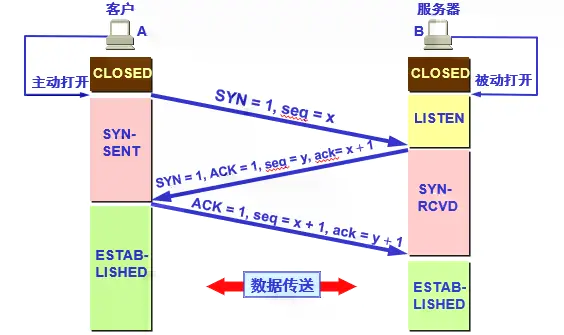 客户
服务器
A
B
CLOSED
CLOSED
主动打开
被动打开
SYN = 1, seq = x
LISTEN
SYN-
SENT
SYN = 1, ACK = 1, seq = y, ack= x + 1
SYN-
RCVD
ACK = 1, seq = x + 1, ack = y + 1
ESTAB-
LISHED
数据传送
ESTAB-
LISHED